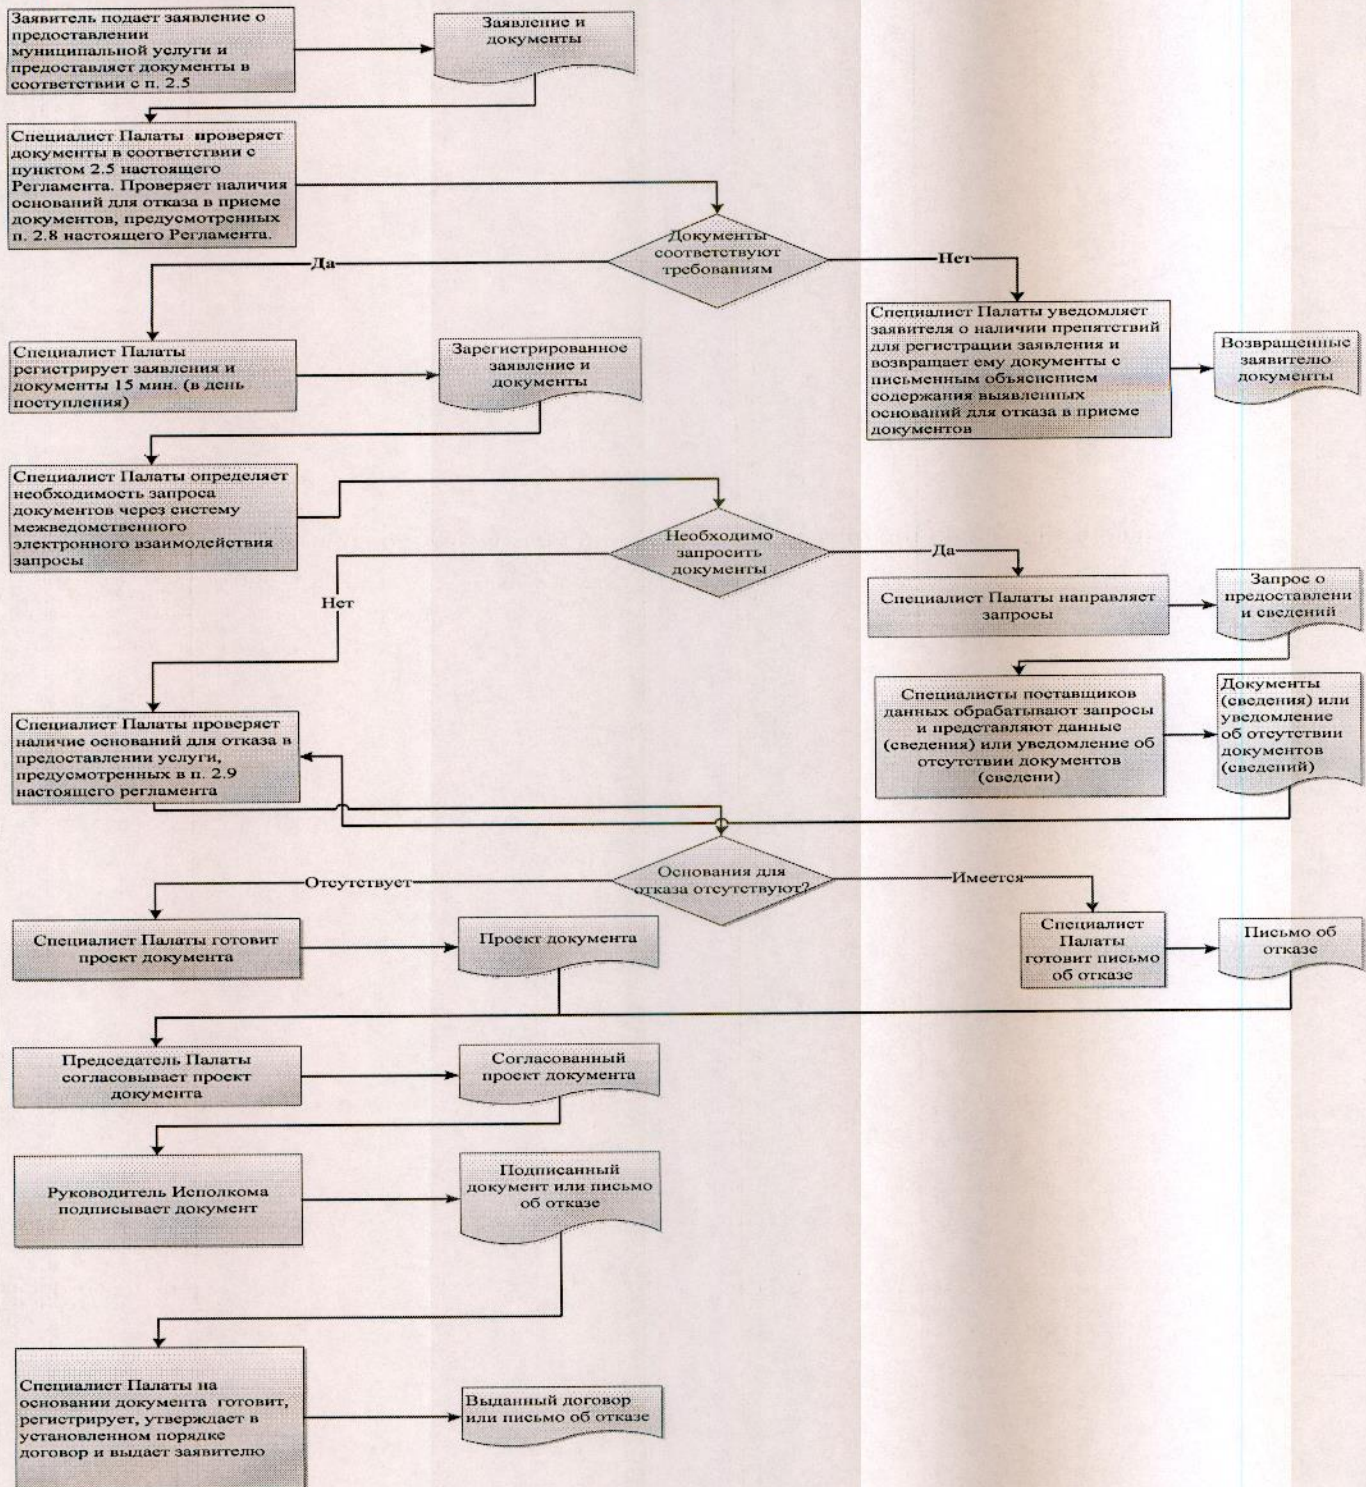 Заявитель подает заявление о
предоставлении
муниципальной услуги и
предоставляет документы в
соответствии с п. 2.5
Заявление и
документы
Специалист Палаты проверяет
документы в соответствии с
пунктом 2.5 настоящего
Регламента. Проверяет наличия
оснований для отказа в приеме
документов, предусмотренных
п. 2.8 настоящего Регламента.
Документы
соответствуют
требованиям
Да
Нет
Специалист Палаты
регистрирует заявления и
документы 15 мин. (в день
поступления)
Зарегистрированное
заявление и
документы
Специалист Палаты уведомляет
заявителя о наличии препятствий
для регистрации заявления и
возвращает ему документы с
письменным объяснением
содержания выявленных
оснований для отказа в приеме
документов
Возвращенные
заявителю
документы
Специалист Палаты определяет
необходимость запроса
документов через систему
межведомственного
электронного взаимодействия
запросы
Необходимо
запросить
документы
Да
Нет
Специалист Палаты направляет
запросы
Запрос о
предоставлени
и сведений
Специалисты поставщиков
данных обрабатывают запросы
и представляют данные
(сведения) или уведомление об
отсутствии документов
(сведени)
Документы
(сведения) или
уведомление
об отсутствии
документов
(сведений)
Специалист Палаты проверяет
наличие оснований для отказа в
предоставлении услуги,
предусмотренных в п. 2.9
настоящего регламента
Основания для
отказа отсутствуют?
Отсутствует
Имеется
Специалист Палаты готовит
проект документа
Проект документа
Специалист
Палаты
готовит письмо
об отказе
Письмо об
отказе
Председатель Палаты
согласовывает проект
документа
Согласованный
проект документа
Руководитель Исполкома
подписывает документ
Подписанный
документ или письмо
об отказе
Специалист Палаты на
основании документа готовит,
регистрирует, утверждает в
установленном порядке
договор и выдает заявителю
Выданный договор
или письмо об отказе